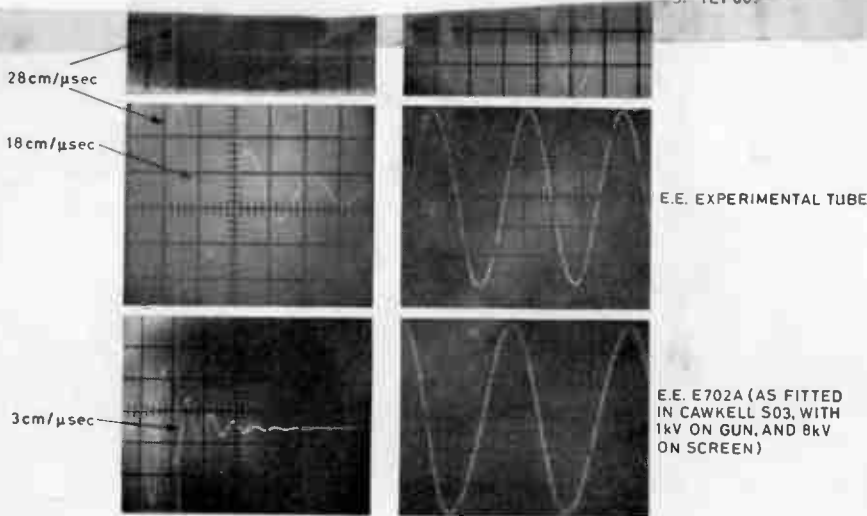 28cm/µsec
18cm/µsec
E.E. EXPERIMENTAL TUBE
3cm/µsec
E.E. E702A (AS FITTED
IN CAWKELL S03, WITH
1kV ON GUN, AND 8kV
ON SCREEN)